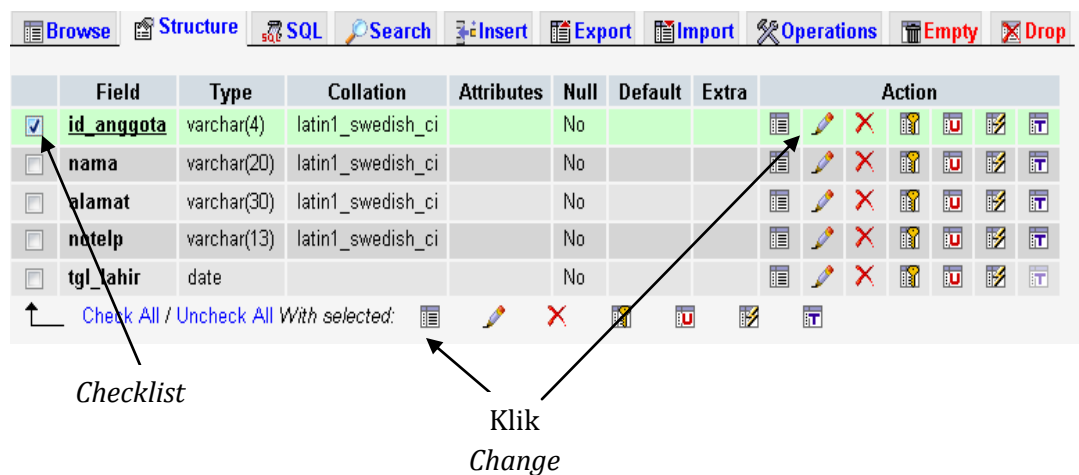 Browse Structure SQL Search Insert Export Import Operations Empty Drop
Field Type Collation Attributes Null Default Extra Action
id_anggota varchar(4) latin1_swedish_ci No
nama varchar(20) latin1_swedish_ci No
alamat varchar(30) latin1_swedish_ci No
notelp varchar(13) latin1_swedish_ci No
tgl_lahir date No
Check All / Uncheck All With selected:
Checklist
Klik
Change